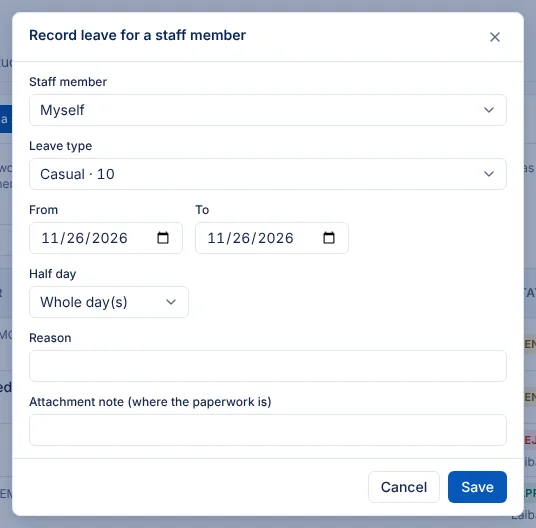 Record leave for a staff member
Staff member
Myself
Leave type
Casual · 10
From To
11/26/2026 11/26/2026
Half day
Whole day(s)
Reason
Attachment note (where the paperwork is)
Cancel Save